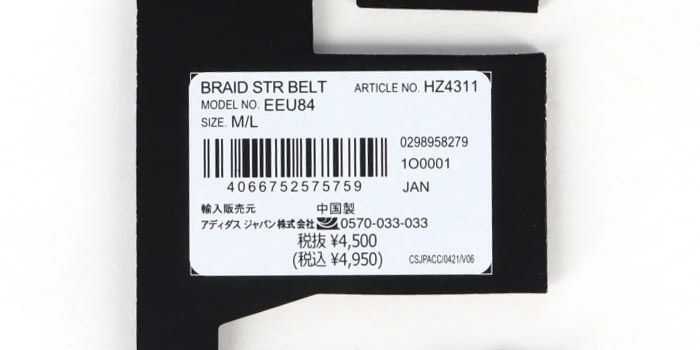 BRAID STR BELT ARTICLE NO. HZ4311
MODEL NO. EEU84
SIZE. M/L
0298958279
1O0001
4066752575759 JAN
輸入販売元 中国製
アディダス ジャパン株式会社 0570-033-033
税抜 ¥4,500
(税込 ¥4,950) CSJPACC/0421/V06